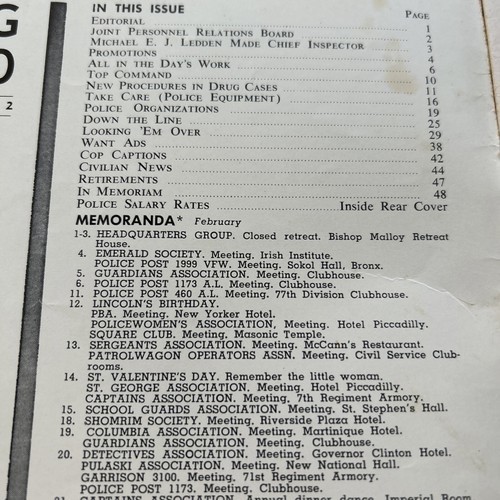 G
O
2
IN THIS ISSUE
PAGE
Editorial 1
Joint Personnel Relations Board 2
Michael E. J. Ledden Made Chief Inspector 3
Promotions 4
All in the Day's Work 6
Top Command 10
New Procedures in Drug Cases 11
Take Care (Police Equipment) 16
Police Organizations 19
Down the Line 25
Looking 'Em Over 29
Want Ads 38
Cop Captions 42
Civilian News 44
Retirements 47
In Memoriam 48
Police Salary Rates Inside Rear Cover
MEMORANDA* February
1-3. HEADQUARTERS GROUP. Closed retreat. Bishop Malloy Retreat
House.
4. EMERALD SOCIETY. Meeting, Irish Institute.
POLICE POST 1999 VFW. Meeting. Sokol Hall, Bronx.
5. GUARDIANS ASSOCIATION. Meeting. Clubhouse.
6. POLICE POST 1173 A.L. Meeting. Clubhouse.
11. POLICE POST 460 A.L. Meeting. 77th Division Clubhouse.
12. LINCOLN'S BIRTHDAY.
PBA. Meeting. New Yorker Hotel.
POLICEWOMEN'S ASSOCIATION, Meeting, Hotel Piccadilly.
SQUARE CLUB. Meeting, Masonic Temple.
13. SERGEANTS ASSOCIATION. Meeting. McCann's Restaurant.
PATROLWAGON OPERATORS ASSN. Meeting. Civil Service Club-
rooms.
14. ST. VALENTINE'S DAY. Remember the little woman.
ST. GEORGE ASSOCIATION. Meeting. Hotel Piccadilly.
CAPTAINS ASSOCIATION. Meeting, 7th Regiment Armory.
15. SCHOOL GUARDS ASSOCIATION. Meeting. St. Stephen's Hall.
18. SHOMRIM SOCIETY. Meeting, Riverside Plaza Hotel.
19. COLUMBIA ASSOCIATION. Meeting, Martinique Hotel.
GUARDIANS ASSOCIATION. Meeting, Clubhouse.
20. DETECTIVES ASSOCIATION. Meeting, Governor Clinton Hotel.
PULASKI ASSOCIATION. Meeting, New National Hall.
GARRISON 3100. Meeting, 71st Regiment Armory.
POLICE POST 1173. Meeting, Clubhouse.
21. CAPTAINS ASSOCIATION. Annual dinner dance. Imperial Room